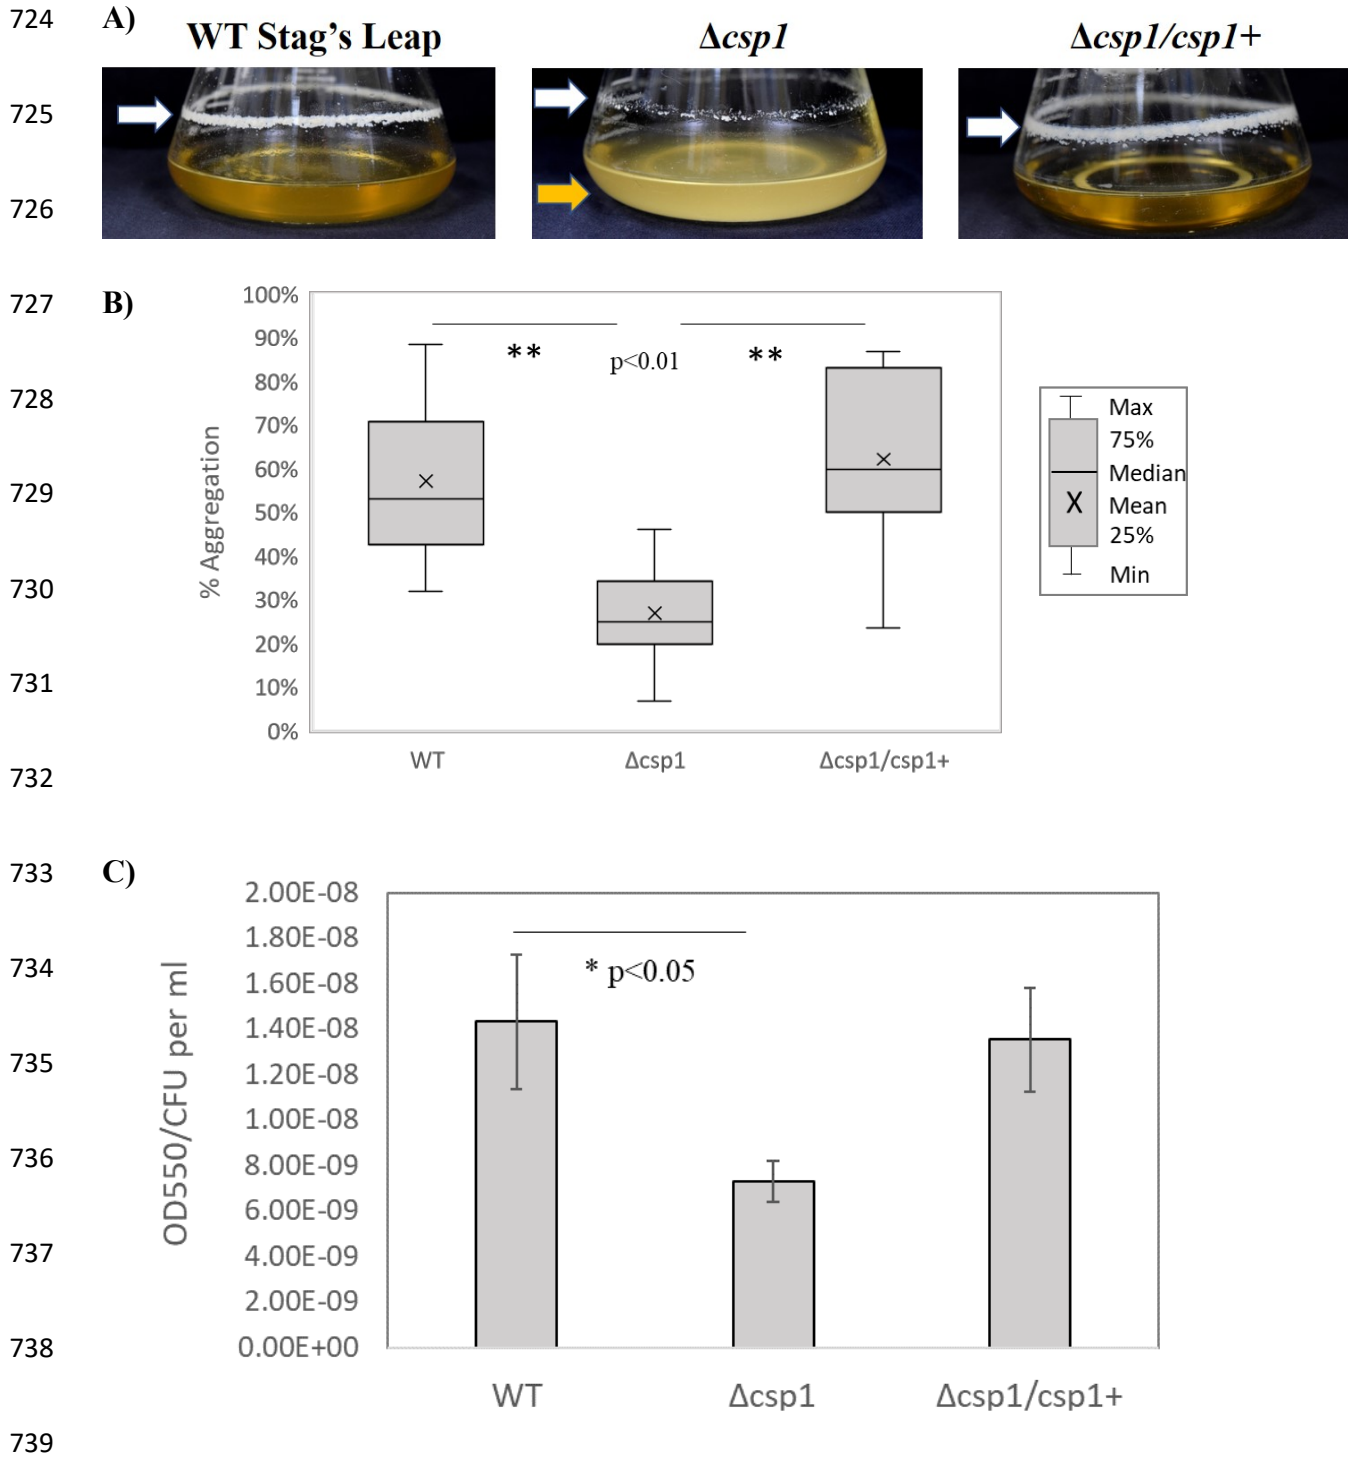 724
A)
WT Stag's Leap
Δcsp1
Δcsp1/csp1+
725
726
727
B)
100%
90%
80%
70%
60%
50%
40%
30%
20%
10%
0%
% Aggregation
**
p<0.01
**
WT
Δcsp1
Δcsp1/csp1+
Max
75%
Median
X
Mean
25%
Min
728
729
730
731
732
733
C)
2.00E-08
1.80E-08
1.60E-08
1.40E-08
1.20E-08
1.00E-08
8.00E-09
6.00E-09
4.00E-09
2.00E-09
0.00E+00
OD550/CFU per ml
* p<0.05
WT
Δcsp1
Δcsp1/csp1+
734
735
736
737
738
739